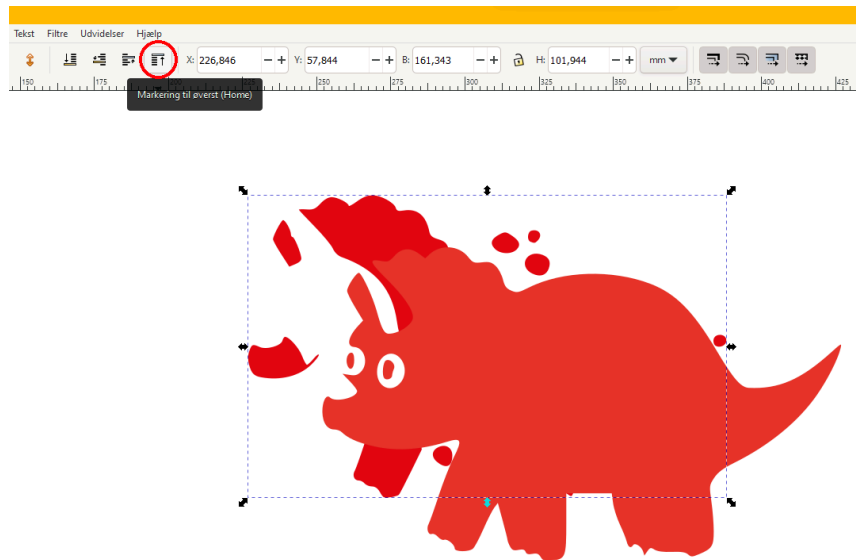 Tekst Filtre Udvidelser Hjælp
X: 226,846 − + Y: 57,844 − + B: 161,343 − + H: 101,944 − + mm
150 175 250 275 300 325 350 375 400 425
Markering til øverst (Home)